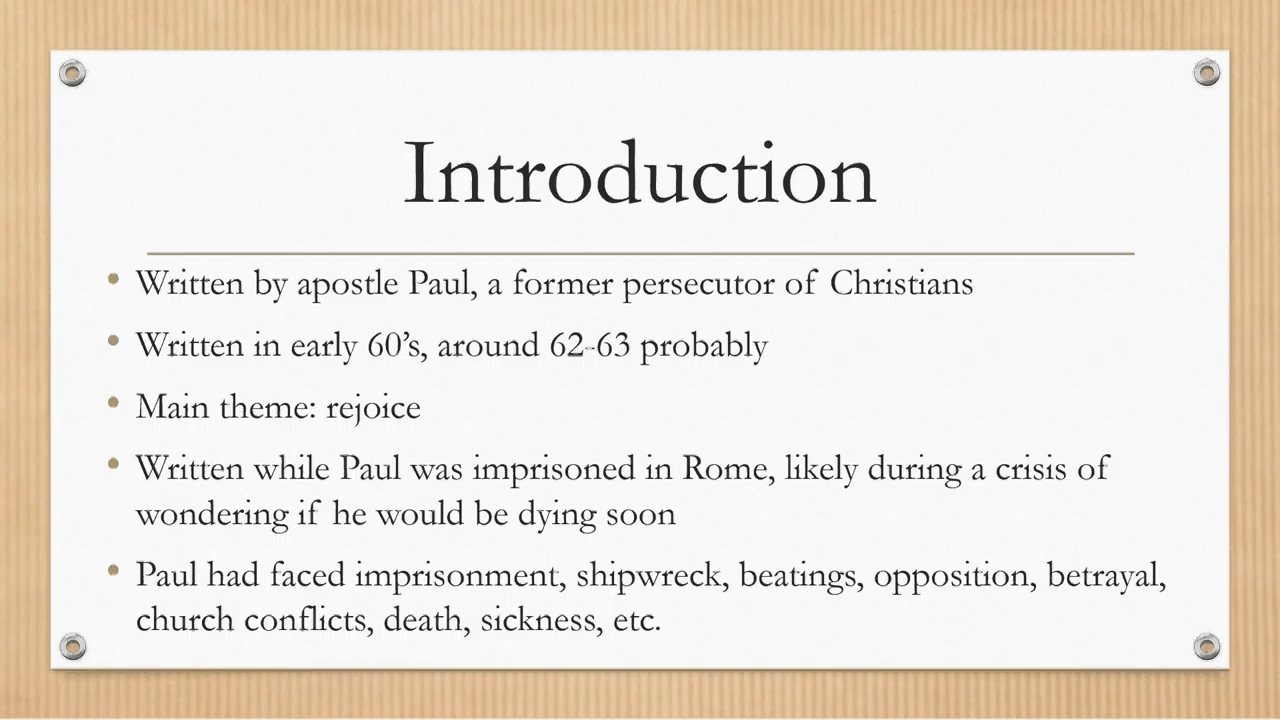 Introduction
• Written by apostle Paul, a former persecutor of Christians
• Written in early 60’s, around 62-63 probably
• Main theme: rejoice
• Written while Paul was imprisoned in Rome, likely during a crisis of
wondering if he would be dying soon
• Paul had faced imprisonment, shipwreck, beatings, opposition, betrayal,
church conflicts, death, sickness, etc.